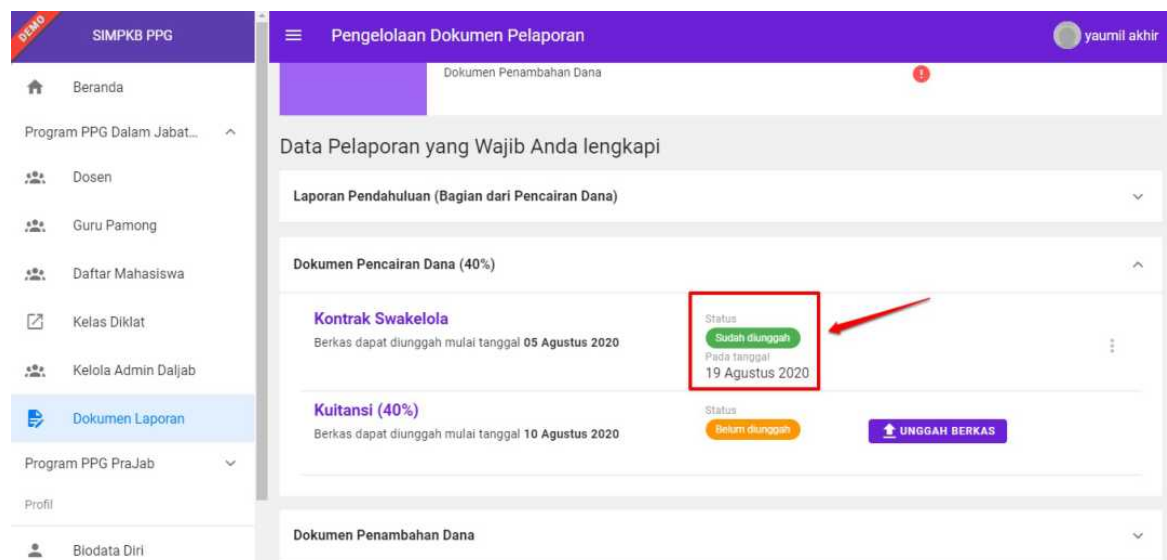 DEMO
SIMPKB PPG
Beranda
Program PPG Dalam Jabat...
Dosen
Guru Pamong
Daftar Mahasiswa
Kelas Diklat
Kelola Admin Daljab
Dokumen Laporan
Program PPG PraJab
Profil
Biodata Diri
Pengelolaan Dokumen Pelaporan
yaumil akhir
Dokumen Penambahan Dana
Data Pelaporan yang Wajib Anda lengkapi
Laporan Pendahuluan (Bagian dari Pencairan Dana)
Dokumen Pencairan Dana (40%)
Kontrak Swakelola
Berkas dapat diunggah mulai tanggal 05 Agustus 2020
Status
Sudah diunggah
Pada tanggal
19 Agustus 2020
Kuitansi (40%)
Berkas dapat diunggah mulai tanggal 10 Agustus 2020
Status
Belum diunggah
UNGGAH BERKAS
Dokumen Penambahan Dana